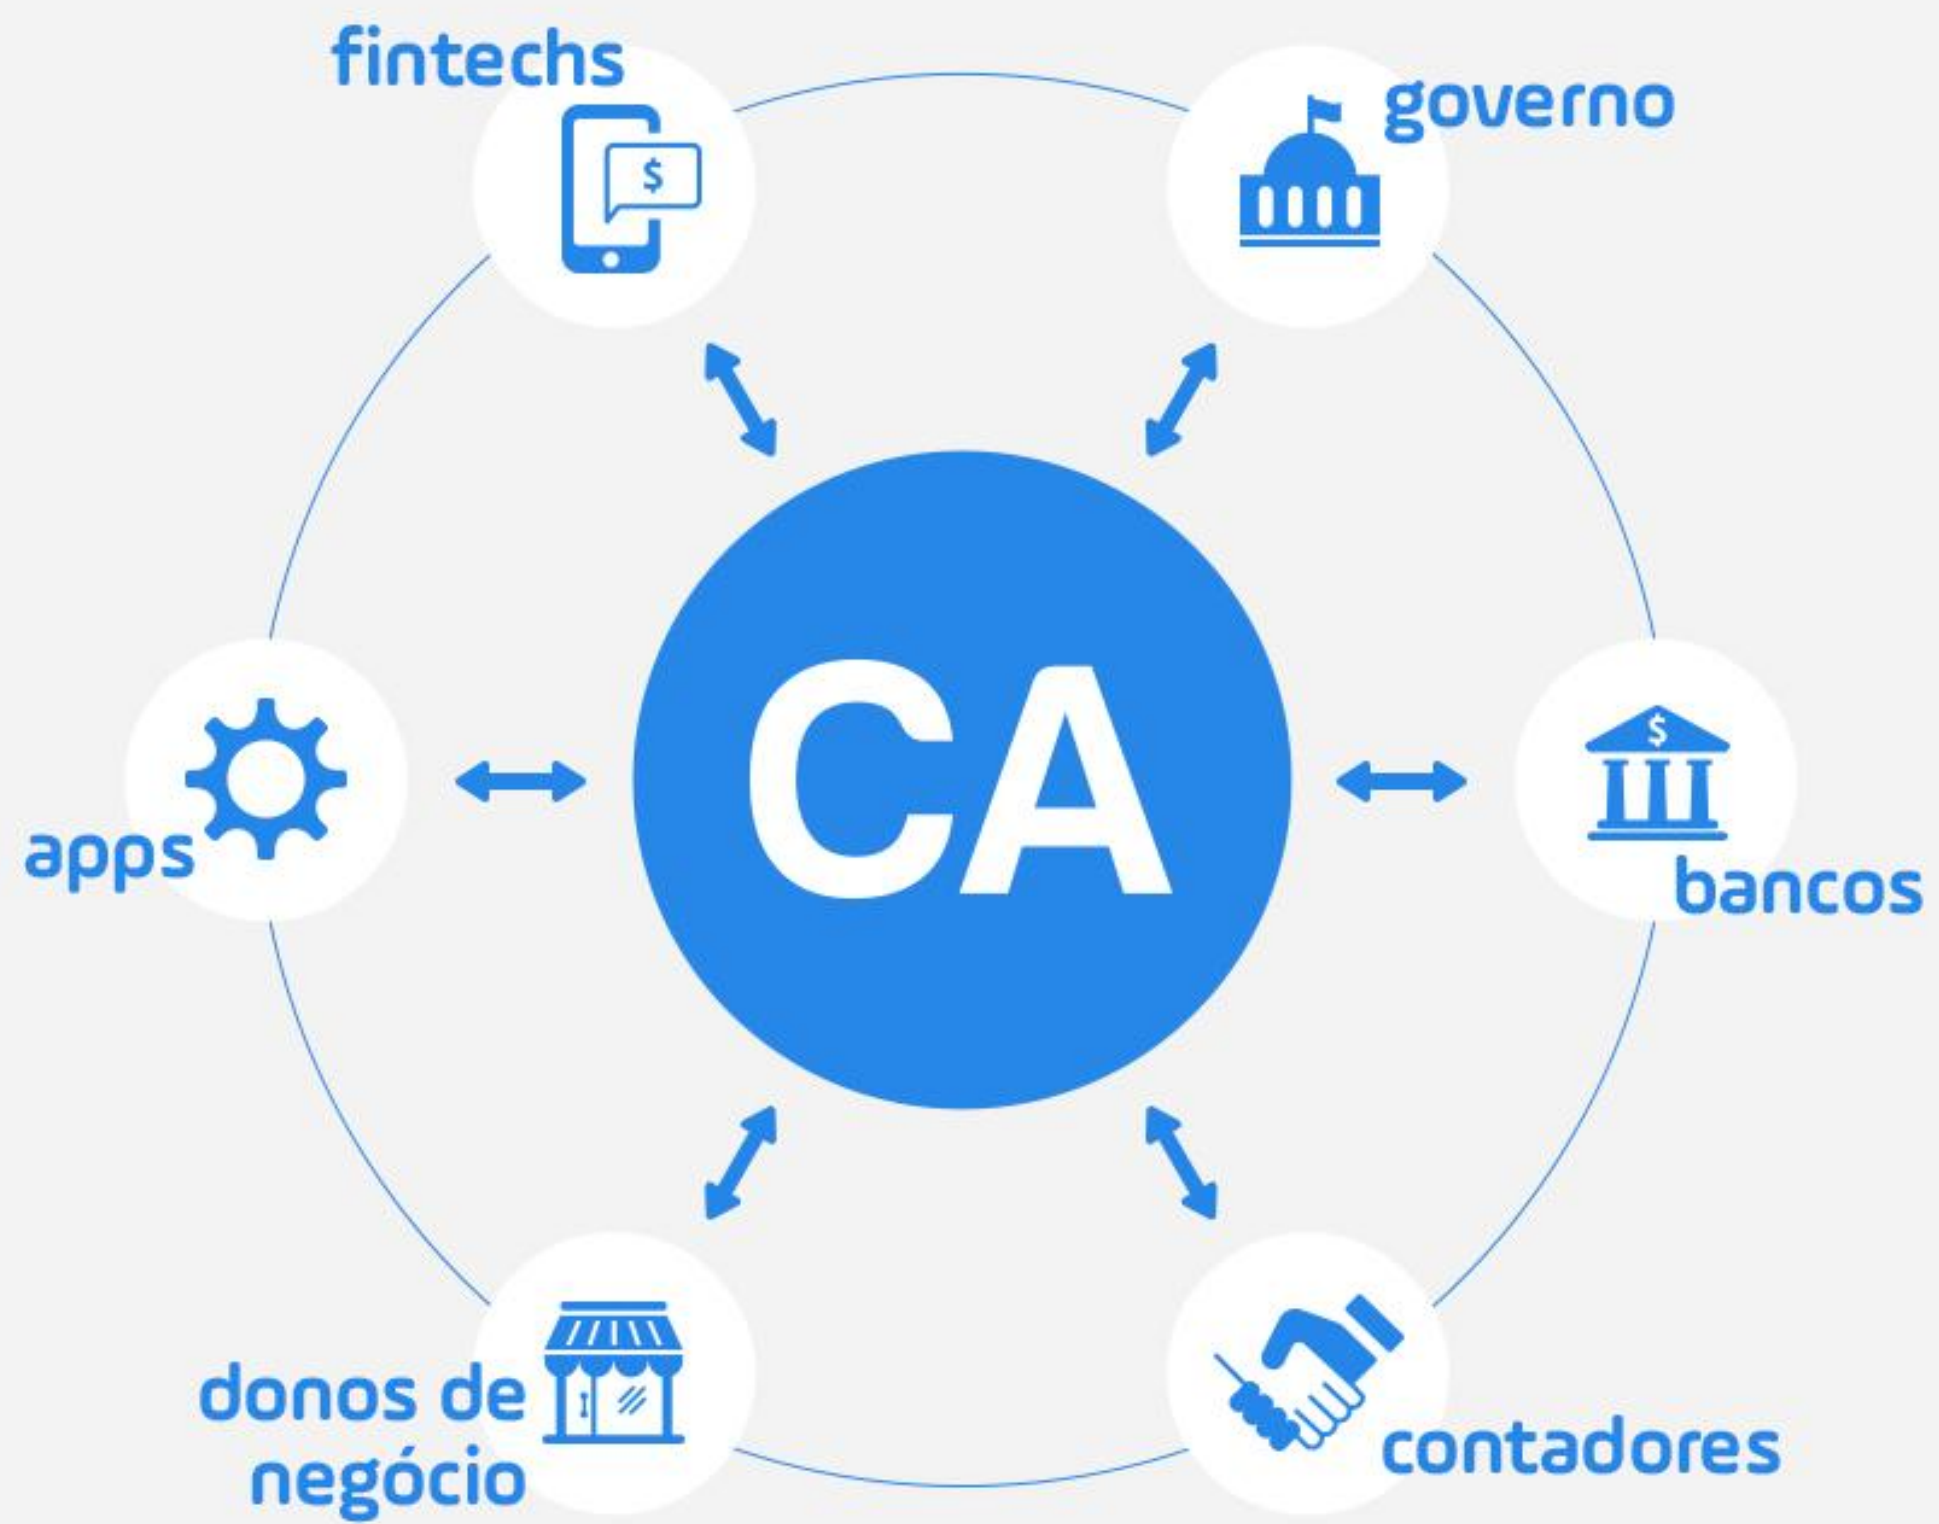 fintechs
governo
$
CA
$
apps
bancos
donos de
negócio
contadores